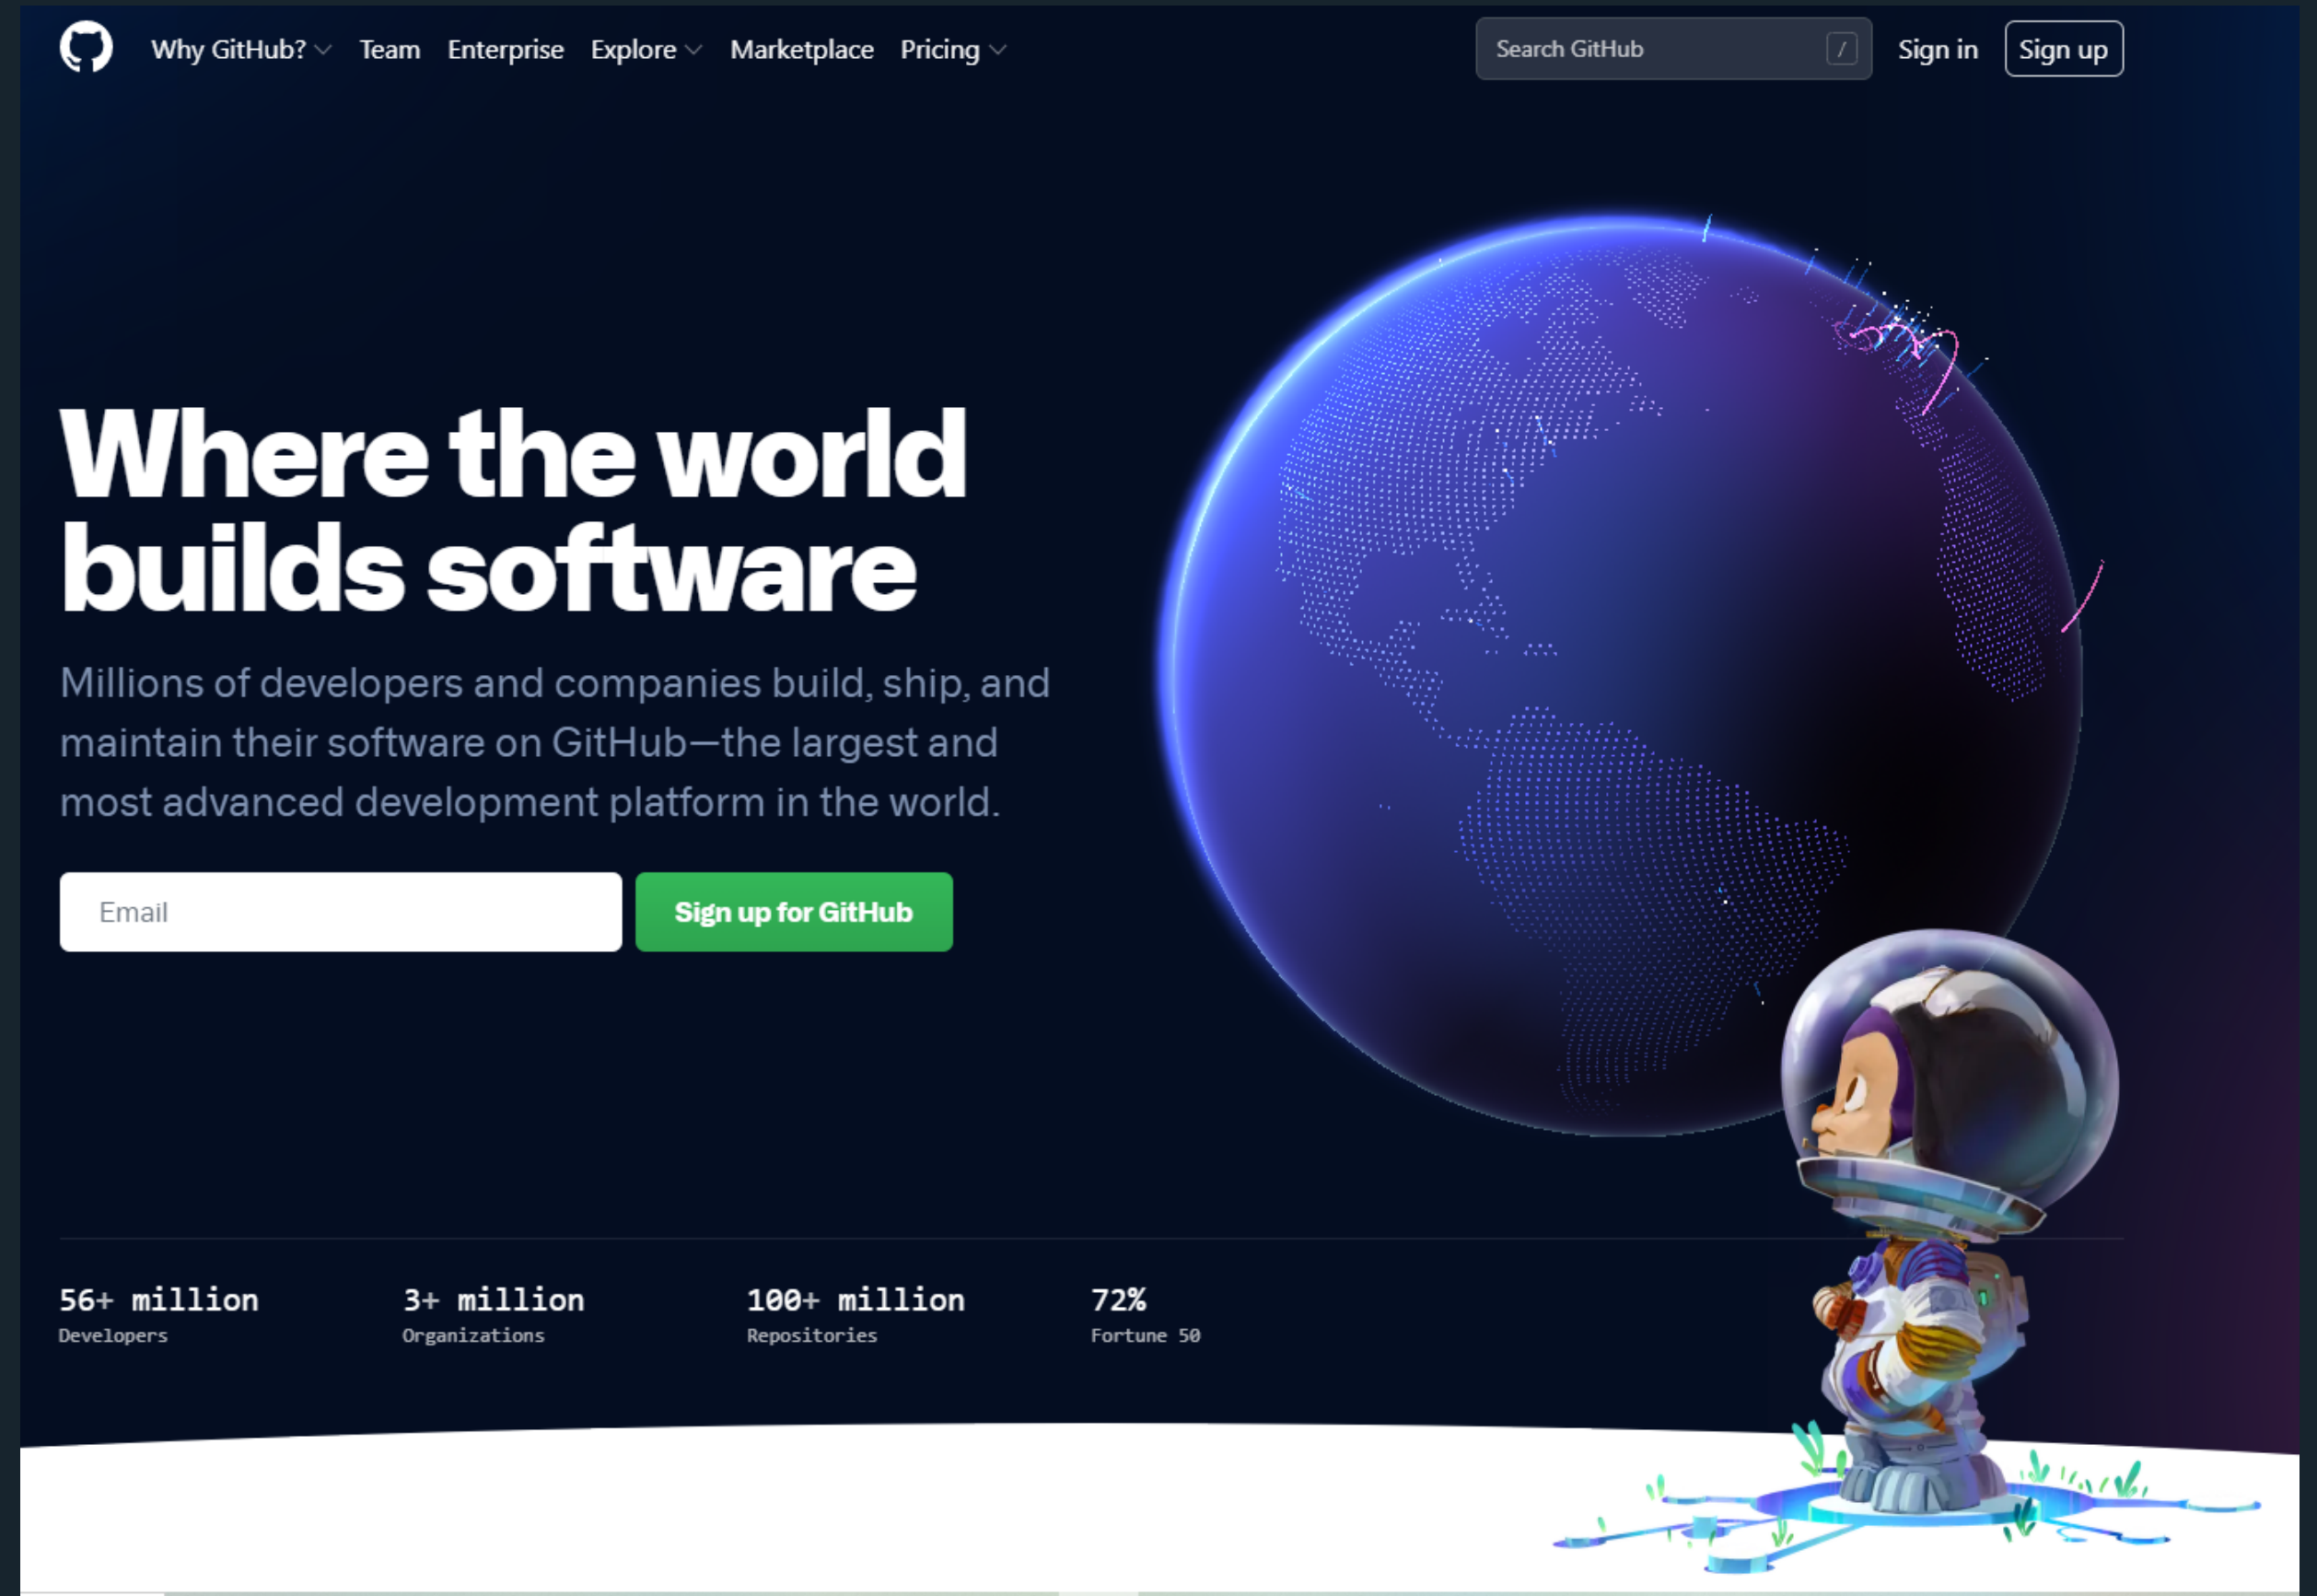 Why GitHub? Team Enterprise Explore Marketplace Pricing Search GitHub / Sign in Sign up
Where the world
builds software
Millions of developers and companies build, ship, and
maintain their software on GitHub—the largest and
most advanced development platform in the world.
Email Sign up for GitHub
56+ million 3+ million 100+ million 72%
Developers Organizations Repositories Fortune 50